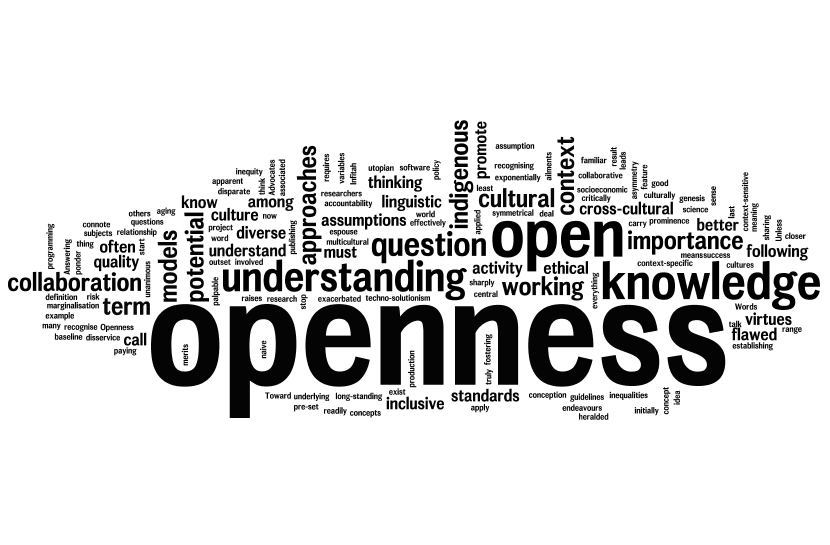 openness
open
knowledge
understanding
question
working
collaboration
term
importance
cultural
context
indigenous
approaches
potential
models
promote
cross-cultural
assumptions
linguistic
thinking
among
culture
know
diverse
understand
must
activity
ethical
better
following
virtues
flawed
standards
inclusive
call
often
quality
inequity
apparent
disparate
think
Advocates
associated
requires
variables
Infitah
utopian
software
policy
researchers
accountability
world
effectively
espouse
multicultural
publishing
now
project
word
outset
involved
palpable
unanimous
others
aging
questions
connote
subjects
relationship
start
thing
ponder
Answering
programming
definition
risk
marginalisation
example
many
recognise
Openness
baseline
disservice
paying
raises
research
stop
exacerbated
techno-solutionism
sharply
central
everything
applied
least
symmetrical
deal
assumption
recognising
exponentially
ailments
familiar
collaborative
result
leads
asymmetry
feature
socioeconomic
critically
good
culturally
genesis
science
sense
carry
prominence
last
context-sensitive
meaning
sharing
Unless
closer
meanssuccess
context-specific
cultures
Words
talk
range
establishing
merits
naive
production
truly
fostering
Toward
underlying
long-standing
exist
pre-set
readily
concepts
apply
conception
guidelines
inequalities
endeavours
heralded
initially
concept
idea